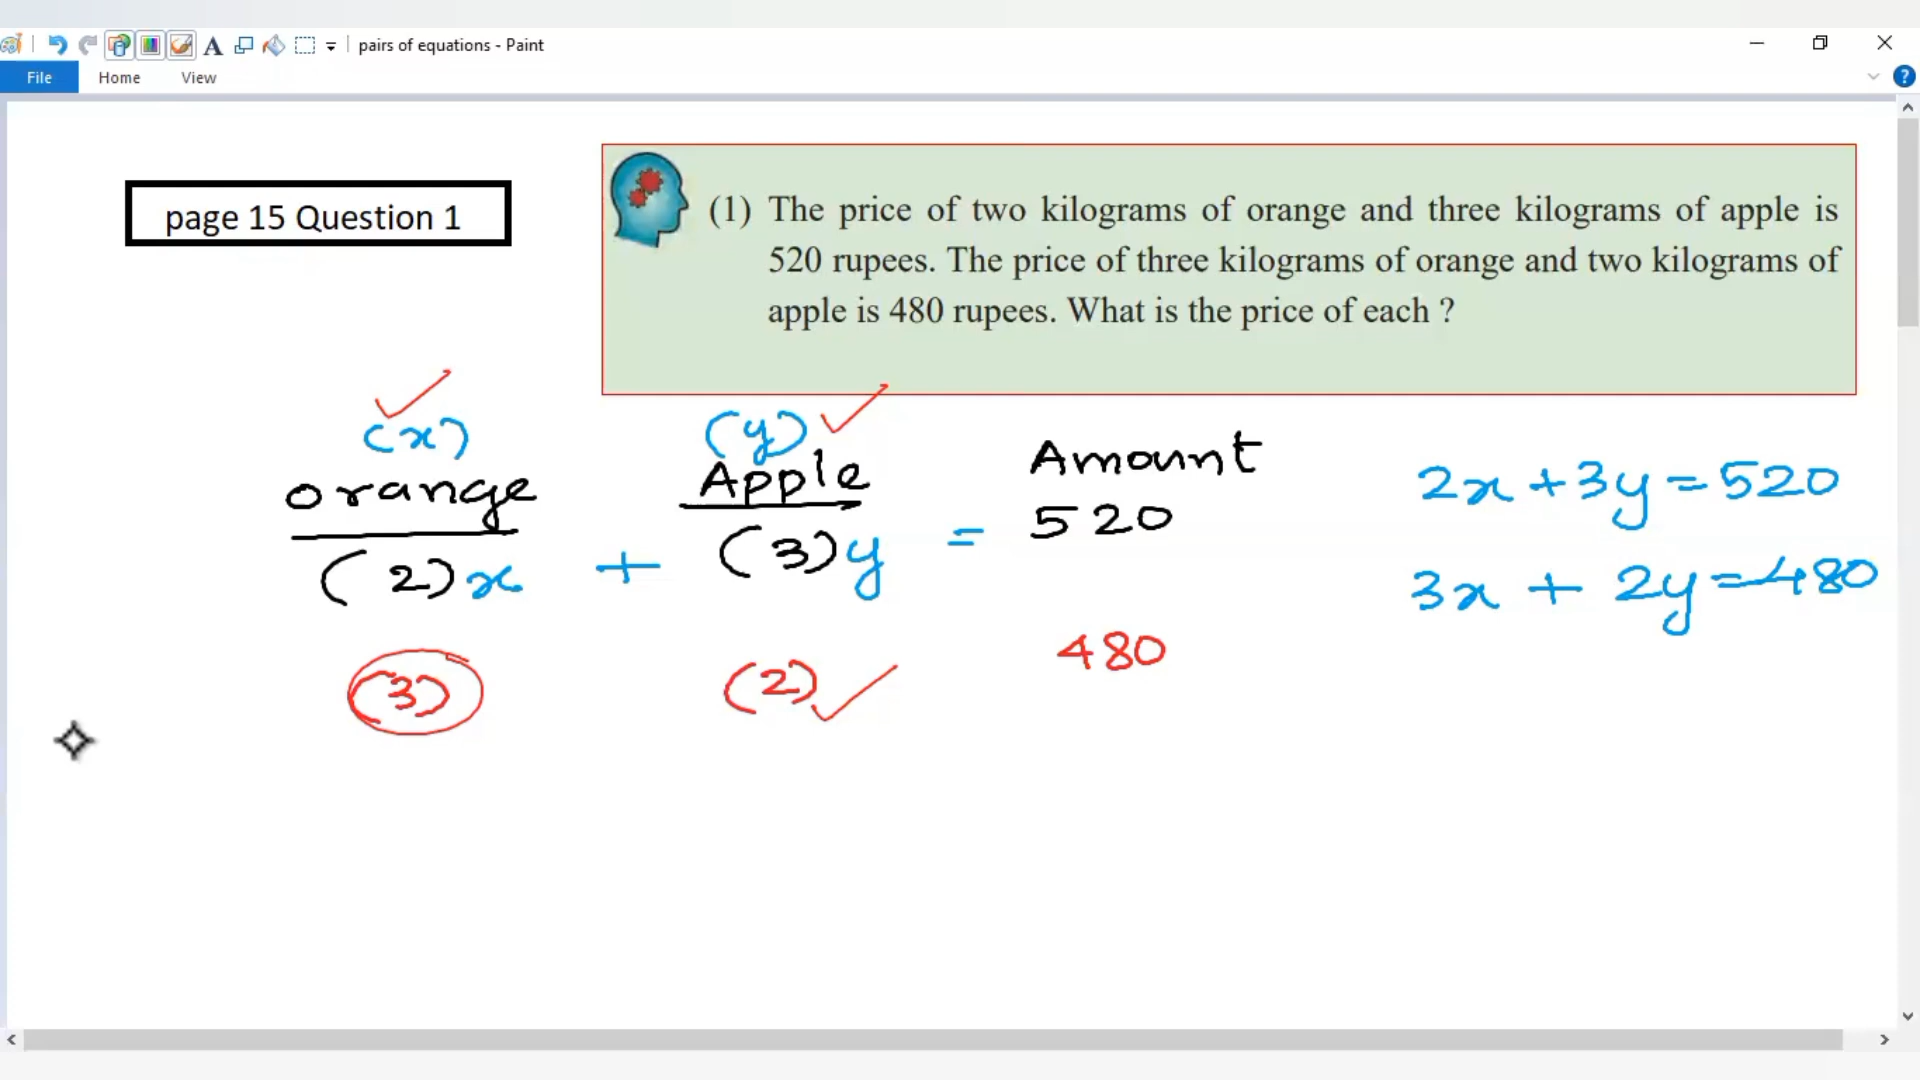 pairs of equations - Paint
File Home View
page 15 Question 1
(1) The price of two kilograms of orange and three kilograms of apple is
520 rupees. The price of three kilograms of orange and two kilograms of
apple is 480 rupees. What is the price of each ?
(x) (y)
orange Apple Amount
(2)x + (3)y = 520
(3) (2) 480
2x + 3y = 520
3x + 2y = 480